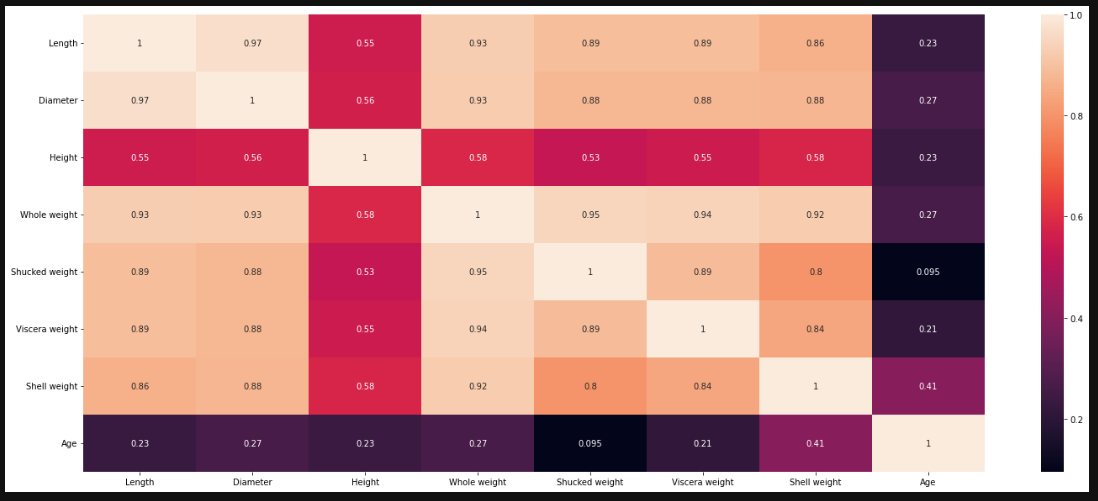 Length 1 0.97 0.55 0.93 0.89 0.89 0.86 0.23
Diameter 0.97 1 0.56 0.93 0.88 0.88 0.88 0.27
Height 0.55 0.56 1 0.58 0.53 0.55 0.58 0.23
Whole weight 0.93 0.93 0.58 1 0.95 0.94 0.92 0.27
Shucked weight 0.89 0.88 0.53 0.95 1 0.89 0.8 0.095
Viscera weight 0.89 0.88 0.55 0.94 0.89 1 0.84 0.21
Shell weight 0.86 0.88 0.58 0.92 0.8 0.84 1 0.41
Age 0.23 0.27 0.23 0.27 0.095 0.21 0.41 1
Length Diameter Height Whole weight Shucked weight Viscera weight Shell weight Age
1.0
0.8
0.6
0.4
0.2